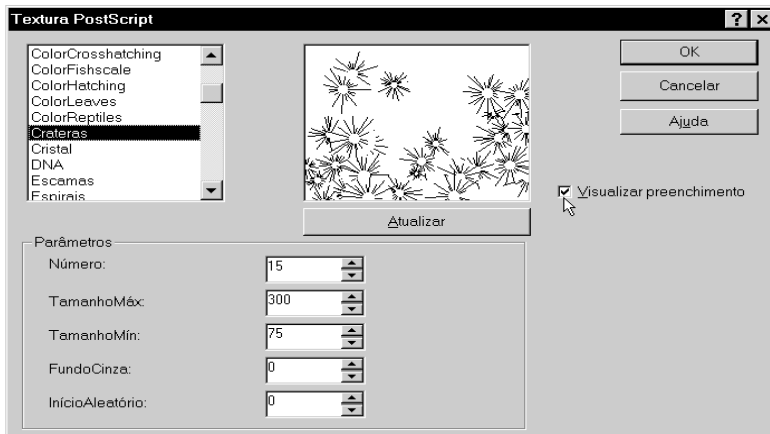 Textura PostScript
ColorCrosshatching
ColorFishscale
ColorHatching
ColorLeaves
ColorReptiles
Crateras
Cristal
DNA
Escamas
Espirais
OK
Cancelar
Ajuda
Visualizar preenchimento
Atualizar
Parâmetros
Número: 15
TamanhoMáx: 300
TamanhoMín: 75
FundoCinza: 0
InícioAleatório: 0